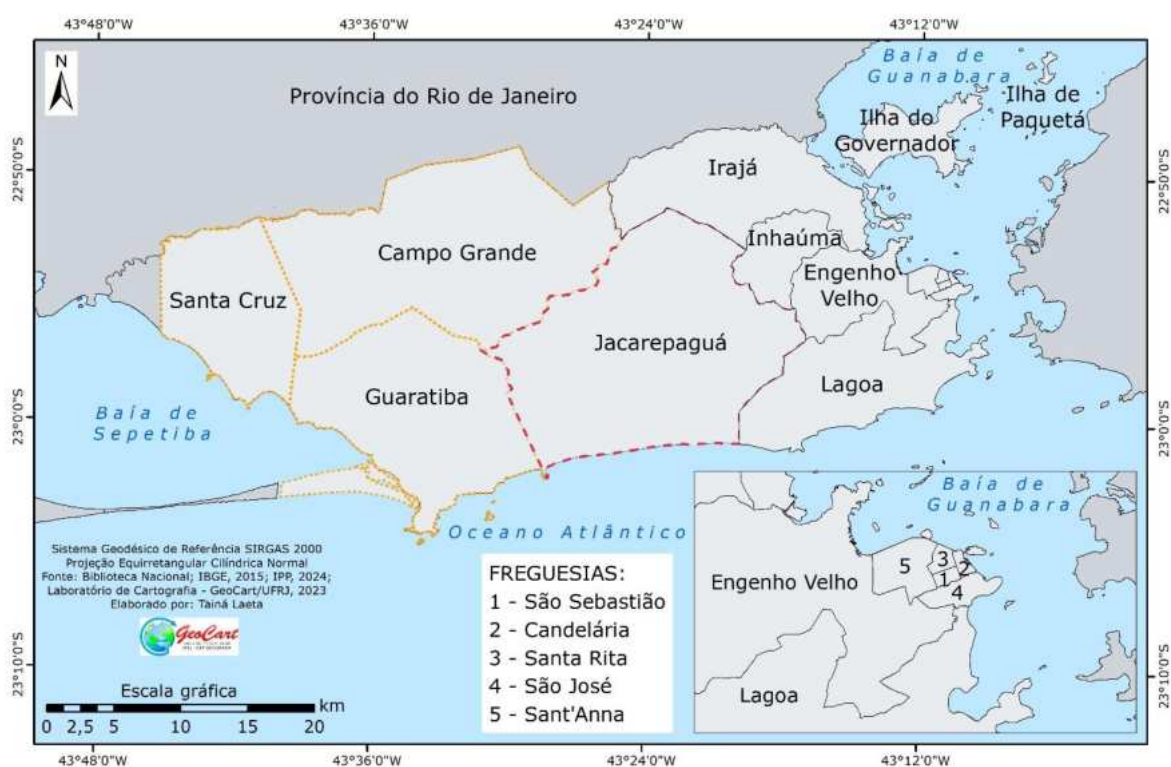 43°48'0"W
43°36'0"W
43°24'0"W
43°12'0"W
N
Província do Rio de Janeiro
Baía de
Guanabara
Ilha de
Paquetá
Ilha do
Governador
22°50'0"S
22°50'0"S
Irajá
Inhaúma
Campo Grande
Engenho
Velho
Santa Cruz
Jacarepaguá
Lagoa
Guaratiba
Baía de
Sepetiba
23°0'0"S
23°0'0"S
Oceano Atlântico
Sistema Geodésico de Referência SIRGAS 2000
Projeção Equirretangular Cilíndrica Normal
Fonte: Biblioteca Nacional; IBGE, 2015; IPP, 2024;
Laboratório de Cartografia - GeoCart/UFRJ, 2023
Elaborado por: Tainá Laeta
GeoCart
Escala gráfica
0 2,5 5 10 15 20 km
FREGUESIAS:
1 - São Sebastião
2 - Candelária
3 - Santa Rita
4 - São José
5 - Sant'Anna
Baía de
Guanabara
Engenho Velho
5
3
2
1
4
Lagoa
23°10'0"S
23°10'0"S
43°48'0"W
43°36'0"W
43°24'0"W
43°12'0"W